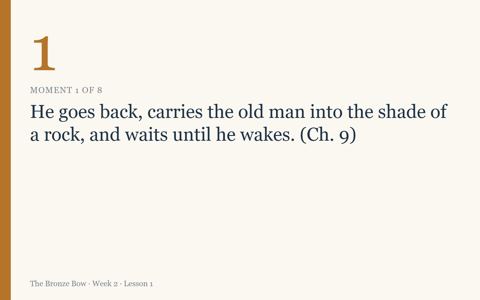 1
MOMENT 1 OF 8
He goes back, carries the old man into the shade of
a rock, and waits until he wakes. (Ch. 9)
The Bronze Bow · Week 2 · Lesson 1